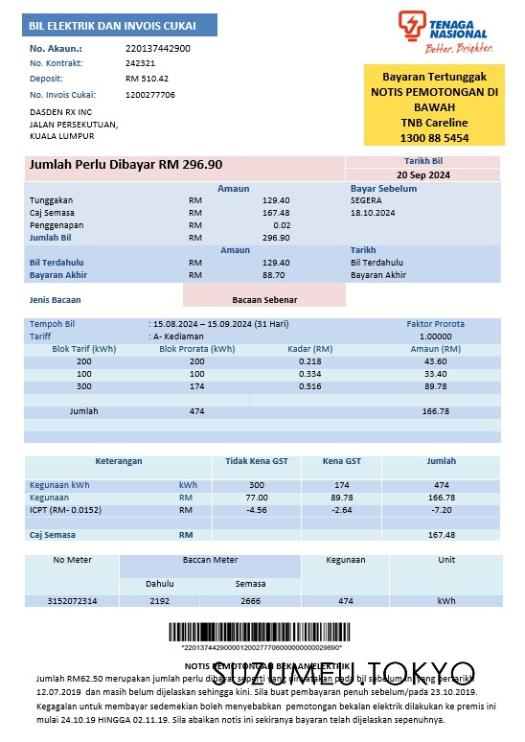 BIL ELEKTRIK DAN INVOIS CUKAI
TENAGA
NASIONAL
Better. Brighter.
No. Akaun.: 220137442900
No. Kontrakt: 242321
Deposit: RM 510.42
No. Invois Cukai: 1200277706
DASDEN RX INC
JALAN PERSEKUTUAN,
KUALA LUMPUR
Bayaran Tertunggak
NOTIS PEMOTONGAN DI
BAWAH
TNB Careline
1300 88 5454
Jumlah Perlu Dibayar RM 296.90
Tarikh Bil
20 Sep 2024
Amaun Bayar Sebelum
Tunggakan RM 129.40 SEGERA
Caj Semasa RM 167.48 18.10.2024
Penggenapan RM 0.02
Jumlah Bil RM 296.90
Amaun Tarikh
Bil Terdahulu RM 129.40 Bil Terdahulu
Bayaran Akhir RM 88.70 Bayaran Akhir
Jenis Bacaan Bacaan Sebenar
Tempoh Bil : 15.08.2024 – 15.09.2024 (31 Hari) Faktor Prorota
Tariff : A- Kediaman 1.00000
Blok Tarif (kWh) Blok Prorata (kWh) Kadar (RM) Amaun (RM)
200 200 0.218 43.60
100 100 0.334 33.40
300 174 0.516 89.78
Jumlah 474 166.78
Keterangan Tidak Kena GST Kena GST Jumlah
Kegunaan kWh kWh 300 174 474
Kegunaan RM 77.00 89.78 166.78
ICPT (RM- 0.0152) RM -4.56 -2.64 -7.20
Caj Semasa RM 167.48
No Meter Baccan Meter Kegunaan Unit
Dahulu Semasa
3152072314 2192 2666 474 kWh
NOTIS PEMOTONGAN BEKALAN ELEKTRIK
SULUMEU.TOKYO
Jumlah RM62.50 merupakan jumlah perlu dibayar seperti yang dinyatakan pada bil sebelum ini yang bertarikh
12.07.2019 dan masih belum dijelaskan sehingga kini. Sila buat pembayaran penuh sebelum/pada 23.10.2019.
Kegagalan untuk membayar sedemekian boleh menyebabkan pemotongan bekalan elektrik dilakukan ke premis ini
mulai 24.10.19 HINGGA 02.11.19. Sila abaikan notis ini sekiranya bayaran telah dijelaskan sepenuhnya.